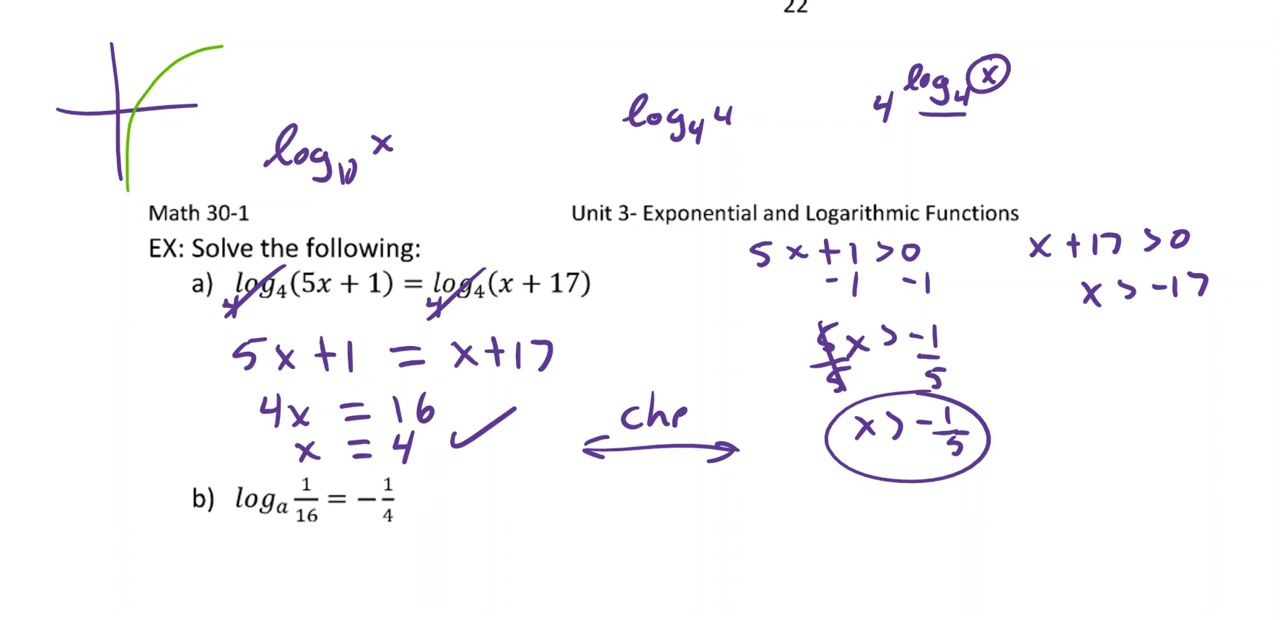 22
log₁₀ x
log₄ 4
4^(log₄ x)
Math 30-1
Unit 3- Exponential and Logarithmic Functions
EX: Solve the following:
a) log₄(5x + 1) = log₄(x + 17)
4 4
5x + 1 = x + 17
4x = 16
x = 4 ✓
5x + 1 > 0
-1 -1
5x/5 > -1/5
x > -1/5
x + 17 > 0
x > -17
b) logₐ 1/16 = −1/4